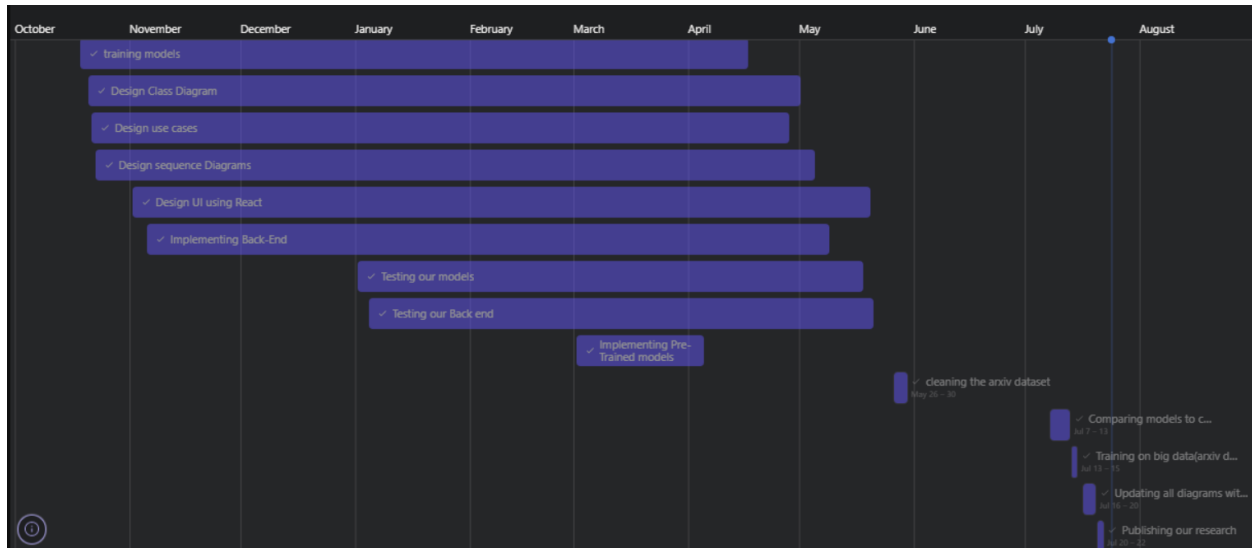 October November December January February March April May June July August
training models
Design Class Diagram
Design use cases
Design sequence Diagrams
Design UI using React
Implementing Back-End
Testing our models
Testing our Back end
Implementing Pre-
Trained models
cleaning the arxiv dataset
May 26 – 30
Comparing models to c...
Jul 7 – 13
Training on big data(arxiv d...
Jul 13 – 15
Updating all diagrams wit...
Jul 16 – 20
Publishing our research
Jul 20 – 22